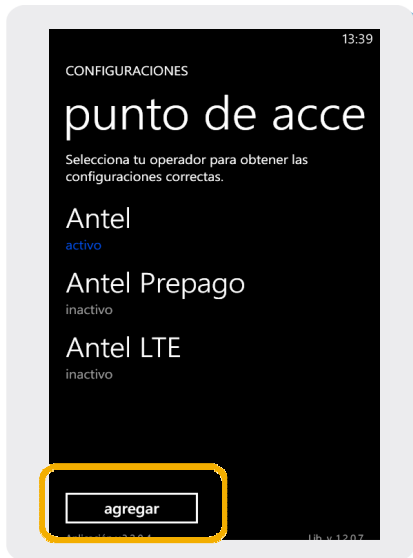 13:39
CONFIGURACIONES
punto de acce
Selecciona tu operador para obtener las
configuraciones correctas.
Antel
activo
Antel Prepago
inactivo
Antel LTE
inactivo
agregar